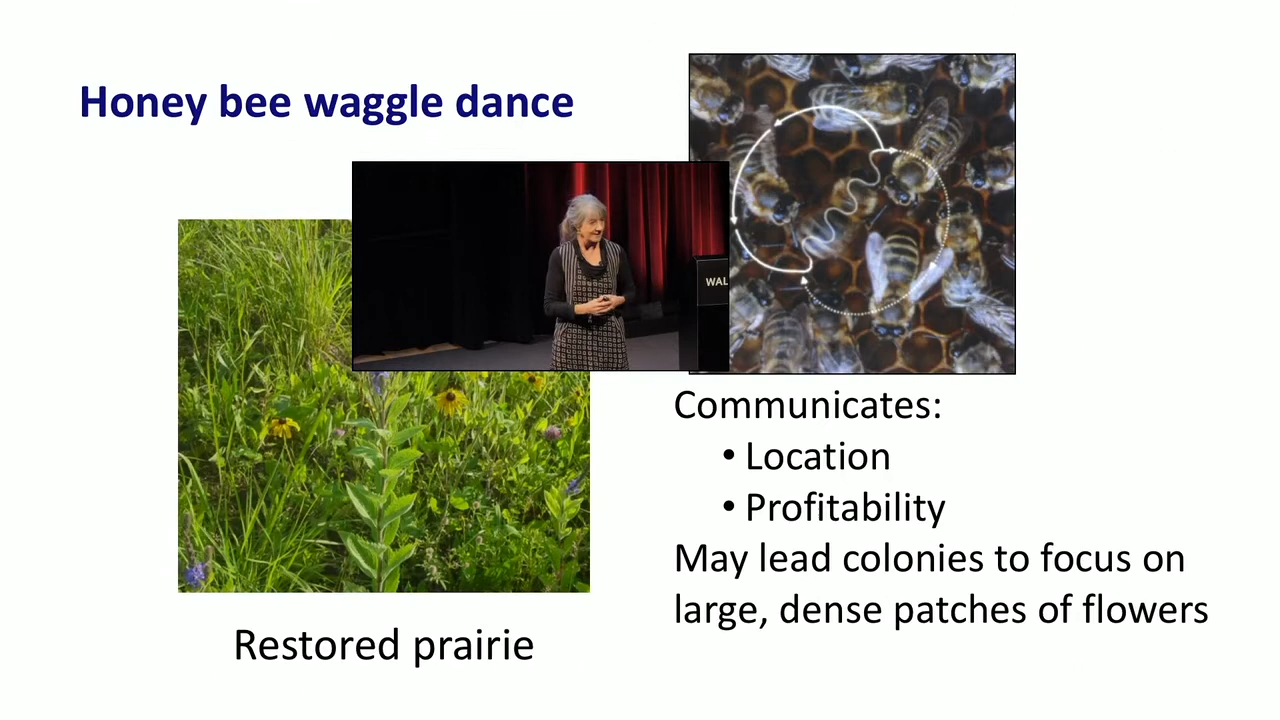 Honey bee waggle dance
WAL
Communicates:
• Location
• Profitability
May lead colonies to focus on
large, dense patches of flowers
Restored prairie